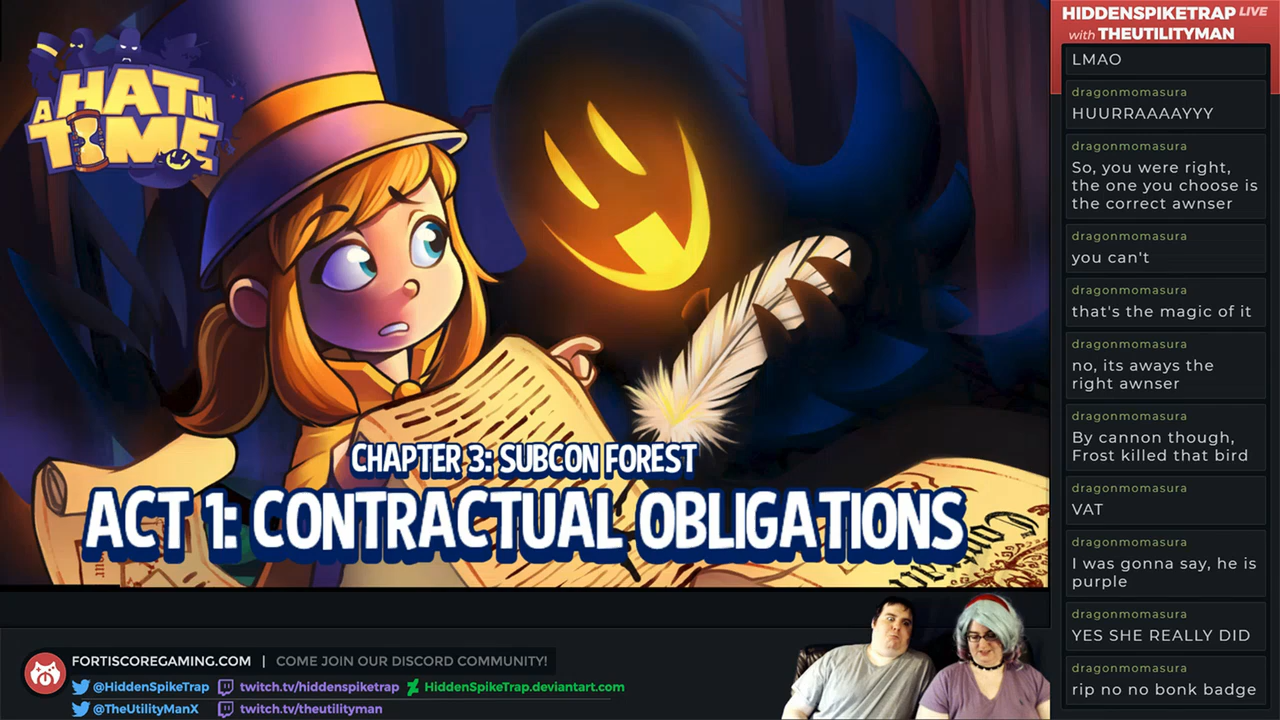 A HAT IN TIME
CHAPTER 3: SUBCON FOREST
ACT 1: CONTRACTUAL OBLIGATIONS
HIDDENSPIKETRAP LIVE
with THEUTILITYMAN
LMAO
dragonmomasura
HUURRAAAAYYY
dragonmomasura
So, you were right,
the one you choose is
the correct awnser
dragonmomasura
you can't
dragonmomasura
that's the magic of it
dragonmomasura
no, its aways the
right awnser
dragonmomasura
By cannon though,
Frost killed that bird
dragonmomasura
VAT
dragonmomasura
I was gonna say, he is
purple
dragonmomasura
YES SHE REALLY DID
dragonmomasura
rip no no bonk badge
FORTISCOREGAMING.COM | COME JOIN OUR DISCORD COMMUNITY!
@HiddenSpikeTrap twitch.tv/hiddenspiketrap HiddenSpikeTrap.deviantart.com
@TheUtilityManX twitch.tv/theutilityman